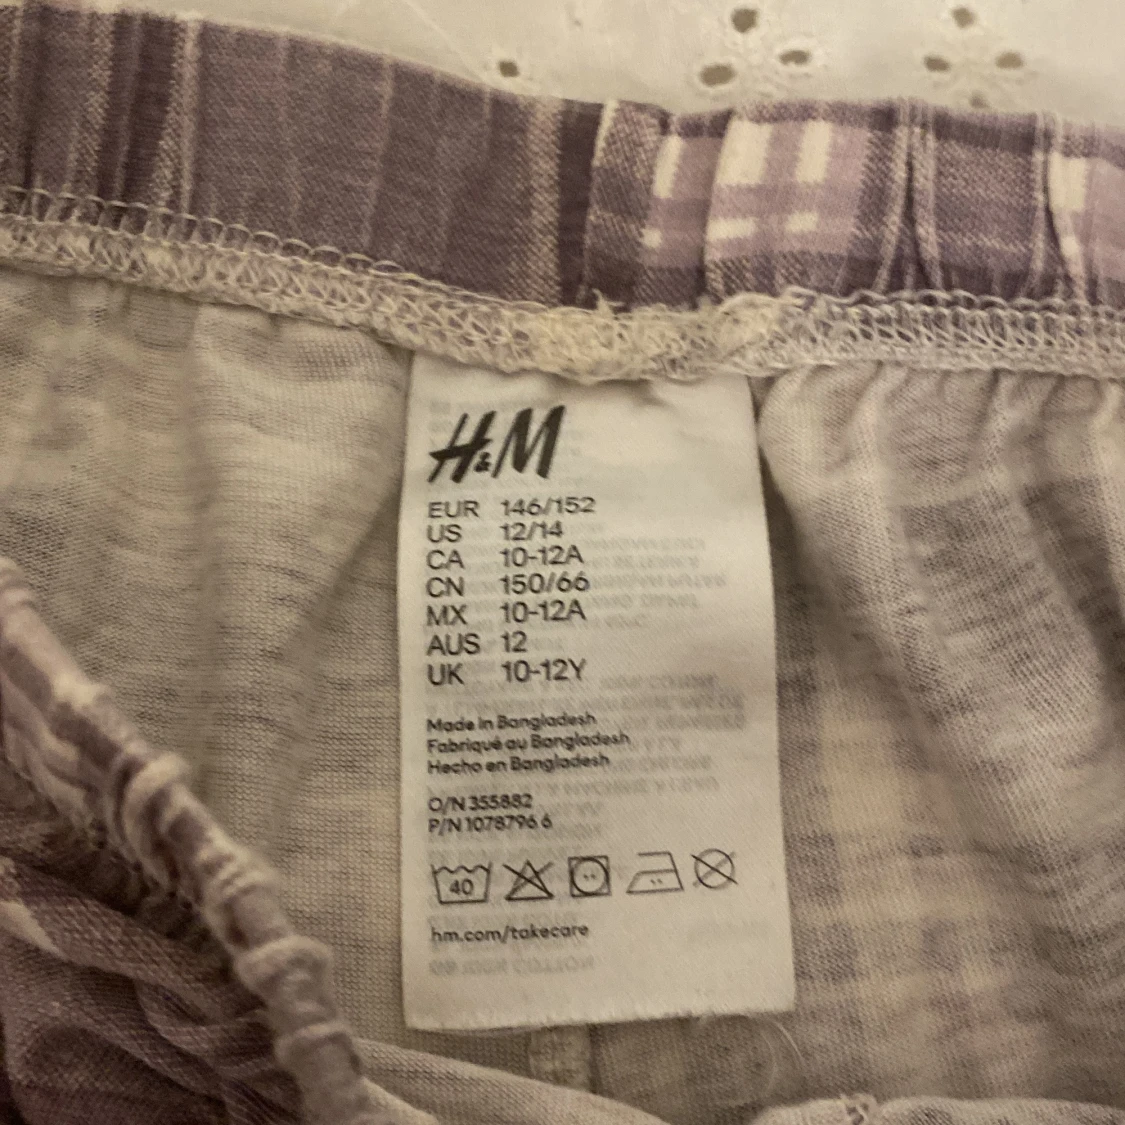 H&M
EUR 146/152
US 12/14
CA 10-12A
CN 150/66
MX 10-12A
AUS 12
UK 10-12Y
Made in Bangladesh
Fabriqué au Bangladesh
Hecho en Bangladesh
O/N 355882
P/N 1078796 6
40
hm.com/takecare